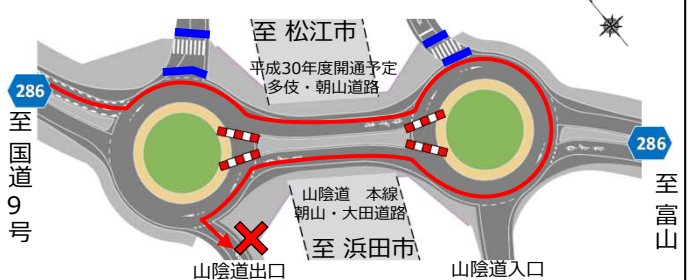 至 松江市
平成30年度開通予定
多伎・朝山道路
286
至国道9号
286
至富山
山陰道 本線
朝山・大田道路
至 浜田市
山陰道出口
山陰道入口